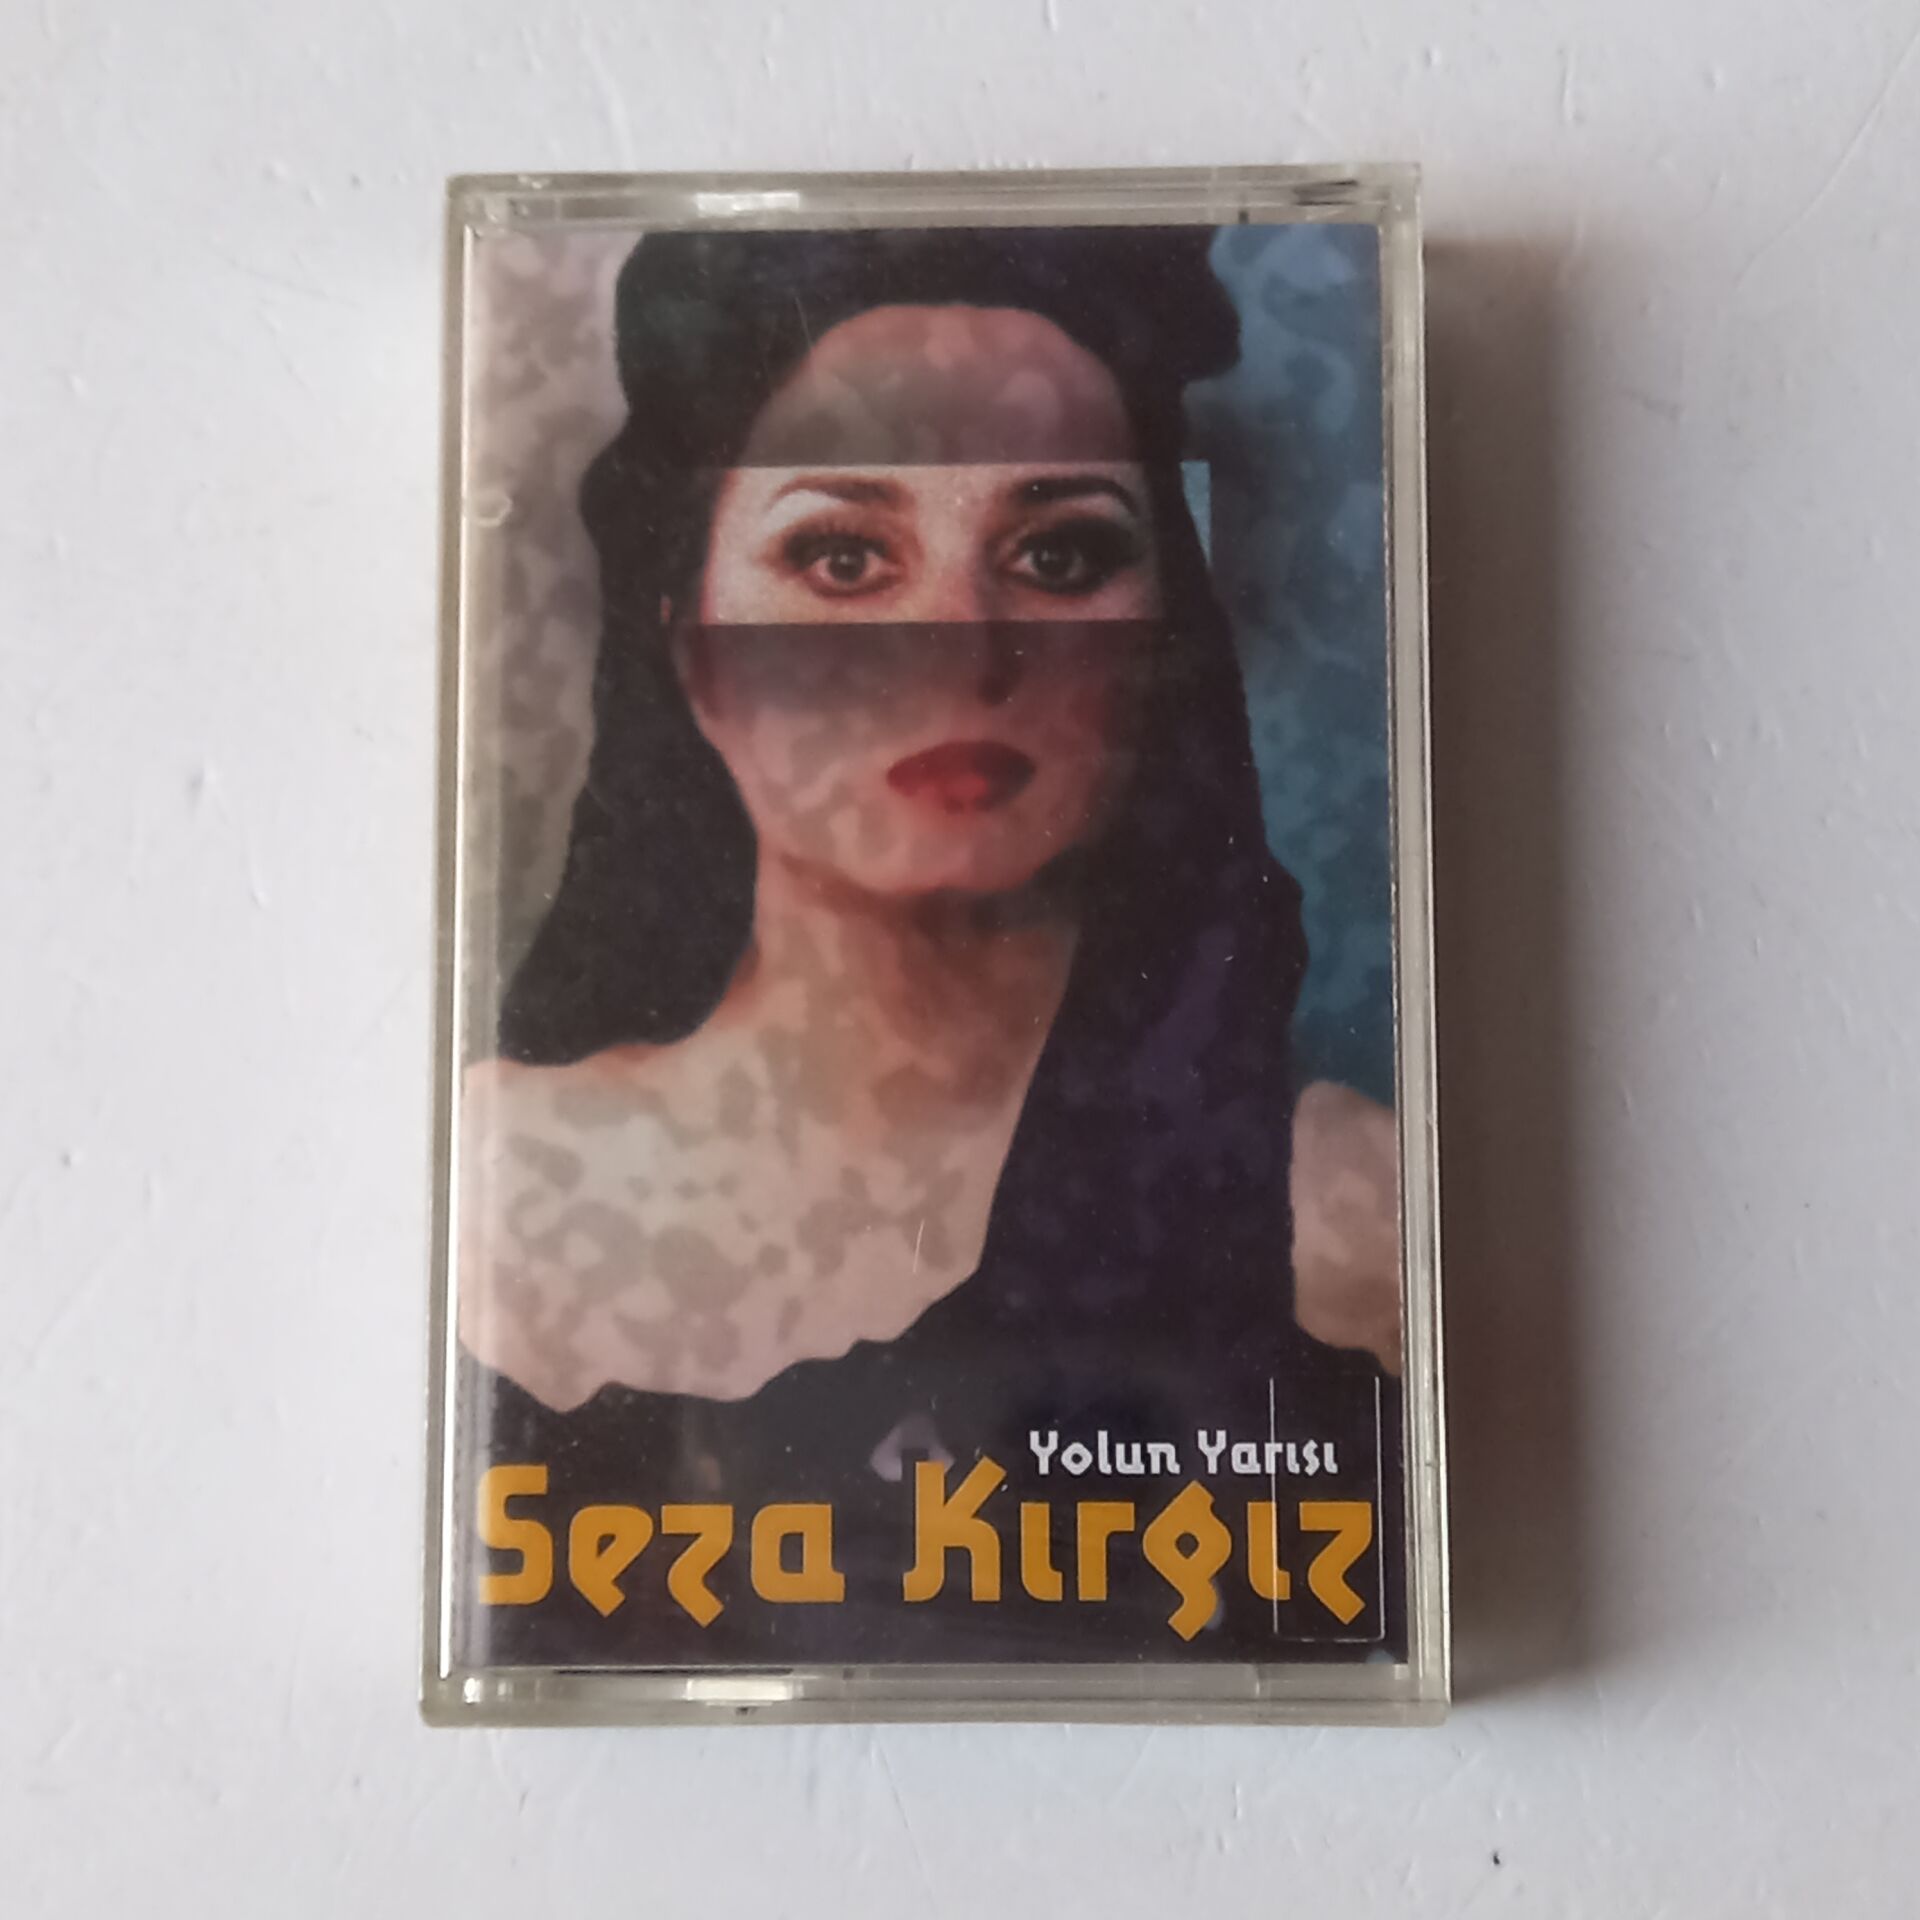 Yolun Yarısı
Seza Kırgız